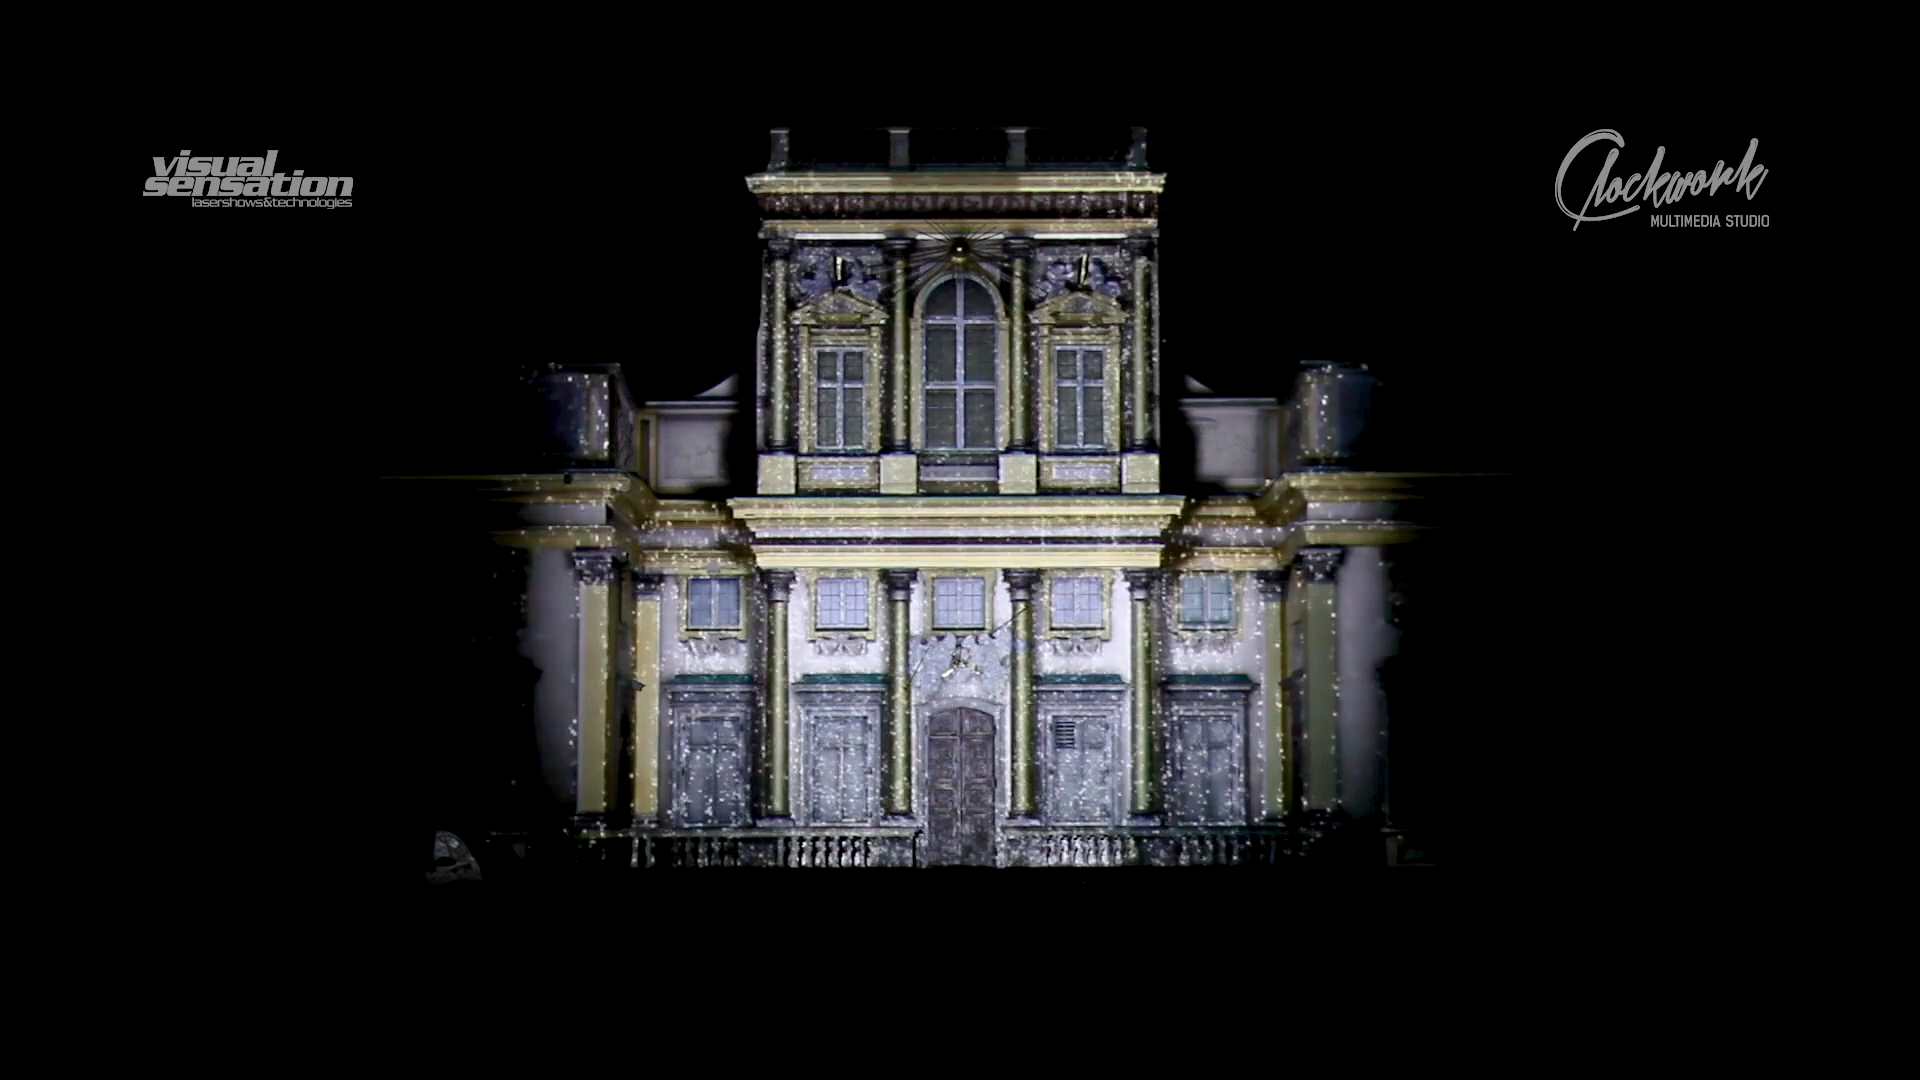 visual
sensation
lasershows&technologies
Clockwork
MULTIMEDIA STUDIO